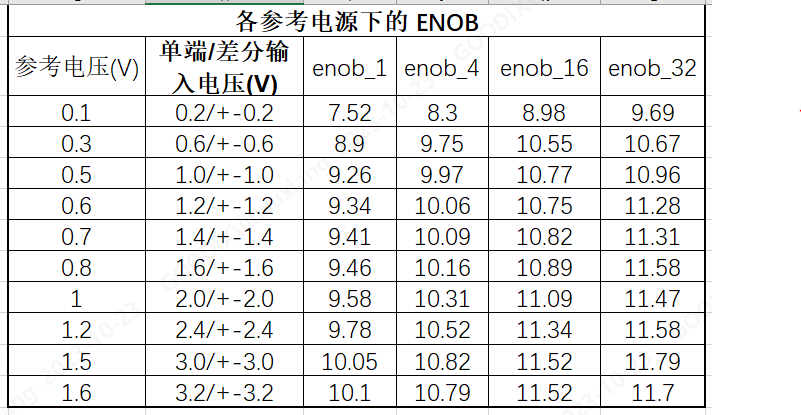 各参考电源下的 ENOB
参考电压(V) 单端/差分输入电压(V) enob_1 enob_4 enob_16 enob_32
0.1 0.2/+-0.2 7.52 8.3 8.98 9.69
0.3 0.6/+-0.6 8.9 9.75 10.55 10.67
0.5 1.0/+-1.0 9.26 9.97 10.77 10.96
0.6 1.2/+-1.2 9.34 10.06 10.75 11.28
0.7 1.4/+-1.4 9.41 10.09 10.82 11.31
0.8 1.6/+-1.6 9.46 10.16 10.89 11.58
1 2.0/+-2.0 9.58 10.31 11.09 11.47
1.2 2.4/+-2.4 9.78 10.52 11.34 11.58
1.5 3.0/+-3.0 10.05 10.82 11.52 11.79
1.6 3.2/+-3.2 10.1 10.79 11.52 11.7